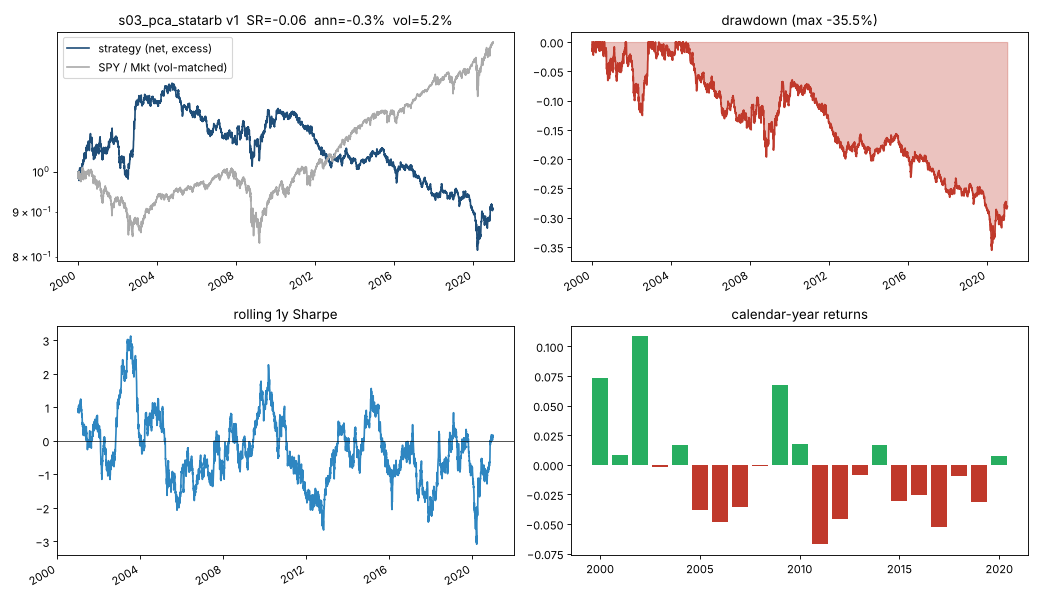 s03_pca_statarb v1 SR=-0.06 ann=-0.3% vol=5.2%
strategy (net, excess)
SPY / Mkt (vol-matched)
10⁰
9 × 10⁻¹
8 × 10⁻¹
2000 2004 2008 2012 2016 2020
drawdown (max -35.5%)
0.00
−0.05
−0.10
−0.15
−0.20
−0.25
−0.30
−0.35
2000 2004 2008 2012 2016 2020
rolling 1y Sharpe
3
2
1
0
−1
−2
−3
2000 2004 2008 2012 2016 2020
calendar-year returns
0.100
0.075
0.050
0.025
0.000
−0.025
−0.050
−0.075
2000 2005 2010 2015 2020